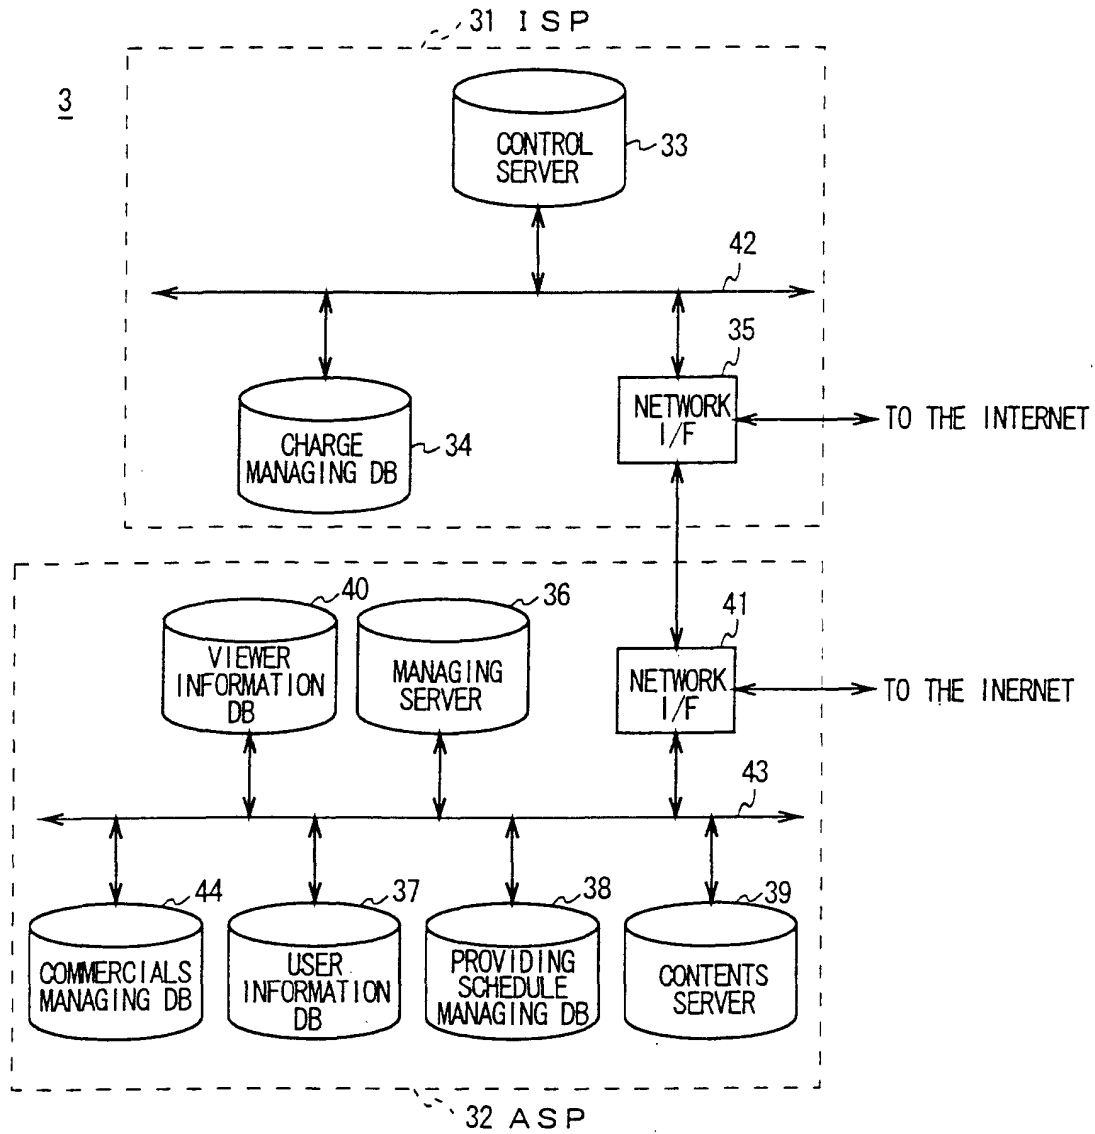 31 ISP
3
CONTROL
SERVER
33
42
35
NETWORK
I/F
TO THE INTERNET
CHARGE
MANAGING DB
34
40
VIEWER
INFORMATION
DB
36
MANAGING
SERVER
41
NETWORK
I/F
TO THE INERNET
43
44
COMMERCIALS
MANAGING DB
37
USER
INFORMATION
DB
38
PROVIDING
SCHEDULE
MANAGING DB
39
CONTENTS
SERVER
32 ASP